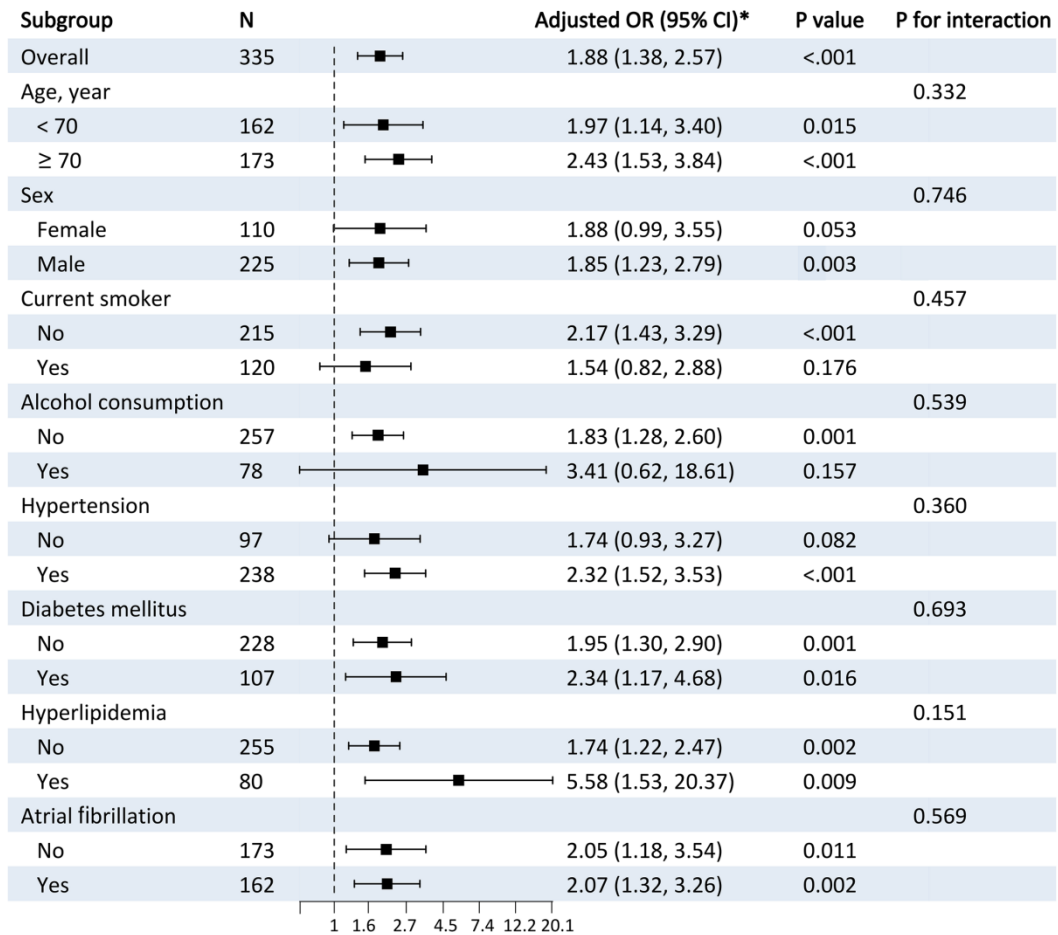 Subgroup N Adjusted OR (95% CI)* P value P for interaction
Overall 335 1.88 (1.38, 2.57) <.001
Age, year 0.332
< 70 162 1.97 (1.14, 3.40) 0.015
≥ 70 173 2.43 (1.53, 3.84) <.001
Sex 0.746
Female 110 1.88 (0.99, 3.55) 0.053
Male 225 1.85 (1.23, 2.79) 0.003
Current smoker 0.457
No 215 2.17 (1.43, 3.29) <.001
Yes 120 1.54 (0.82, 2.88) 0.176
Alcohol consumption 0.539
No 257 1.83 (1.28, 2.60) 0.001
Yes 78 3.41 (0.62, 18.61) 0.157
Hypertension 0.360
No 97 1.74 (0.93, 3.27) 0.082
Yes 238 2.32 (1.52, 3.53) <.001
Diabetes mellitus 0.693
No 228 1.95 (1.30, 2.90) 0.001
Yes 107 2.34 (1.17, 4.68) 0.016
Hyperlipidemia 0.151
No 255 1.74 (1.22, 2.47) 0.002
Yes 80 5.58 (1.53, 20.37) 0.009
Atrial fibrillation 0.569
No 173 2.05 (1.18, 3.54) 0.011
Yes 162 2.07 (1.32, 3.26) 0.002
1 1.6 2.7 4.5 7.4 12.2 20.1